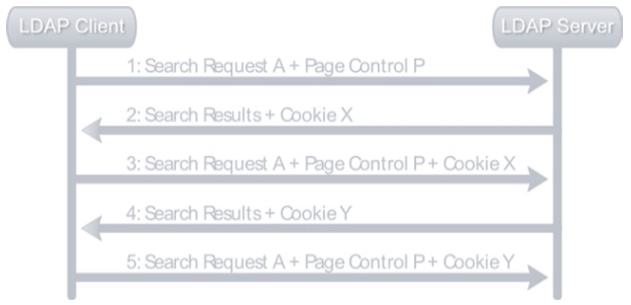 LDAP Client
LDAP Server
1: Search Request A + Page Control P
2: Search Results + Cookie X
3: Search Request A + Page Control P + Cookie X
4: Search Results + Cookie Y
5: Search Request A + Page Control P + Cookie Y